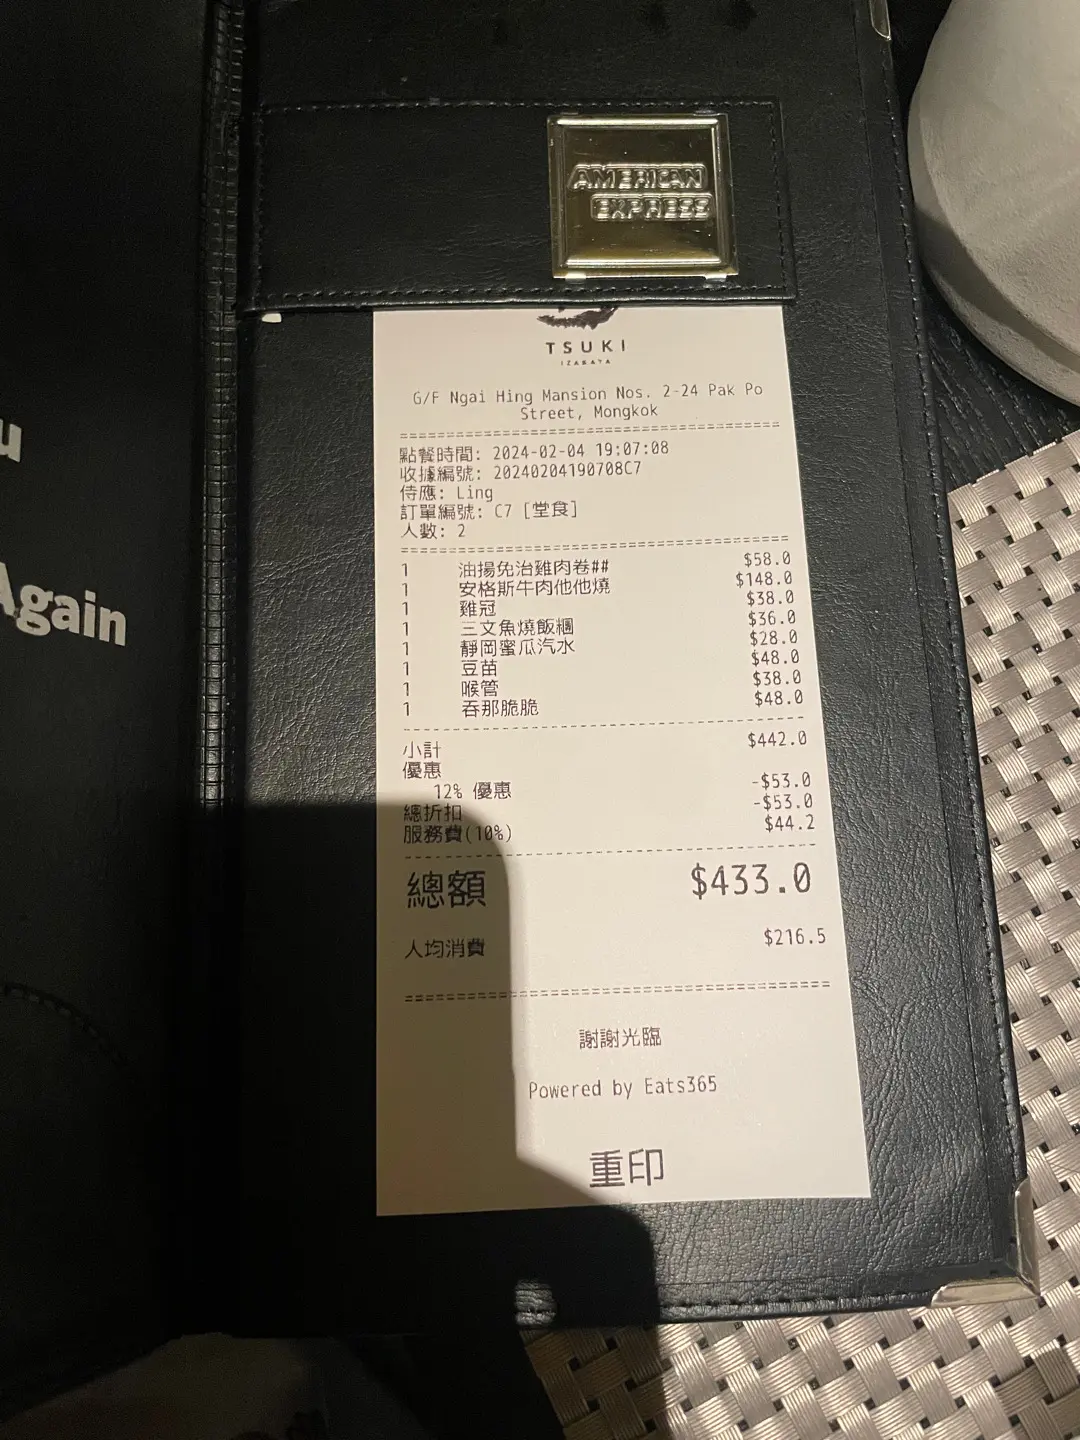 u
Again
AMERICAN
EXPRESS
TSUKI
IZAKAYA
G/F Ngai Hing Mansion Nos. 2-24 Pak Po
Street, Mongkok
點餐時間: 2024-02-04 19:07:08
收據編號: 20240204190708C7
侍應: Ling
訂單編號: C7 [堂食]
人數: 2
1 油揚免治雞肉卷## $58.0
1 安格斯牛肉他他燒 $148.0
1 雞冠 $38.0
1 三文魚燒飯糰 $36.0
1 靜岡蜜瓜汽水 $28.0
1 豆苗 $48.0
1 喉管 $38.0
1 吞那脆脆 $48.0
小計 $442.0
優惠
12% 優惠 -$53.0
總折扣 -$53.0
服務費(10%) $44.2
總額 $433.0
人均消費 $216.5
謝謝光臨
Powered by Eats365
重印